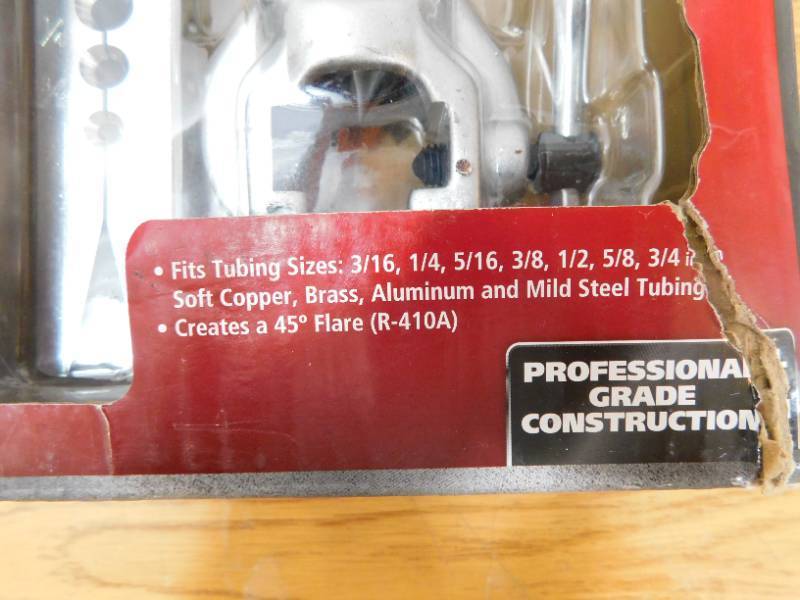 • Fits Tubing Sizes: 3/16, 1/4, 5/16, 3/8, 1/2, 5/8, 3/4
Soft Copper, Brass, Aluminum and Mild Steel Tubing
• Creates a 45º Flare (R-410A)
PROFESSIONAL
GRADE
CONSTRUCTION